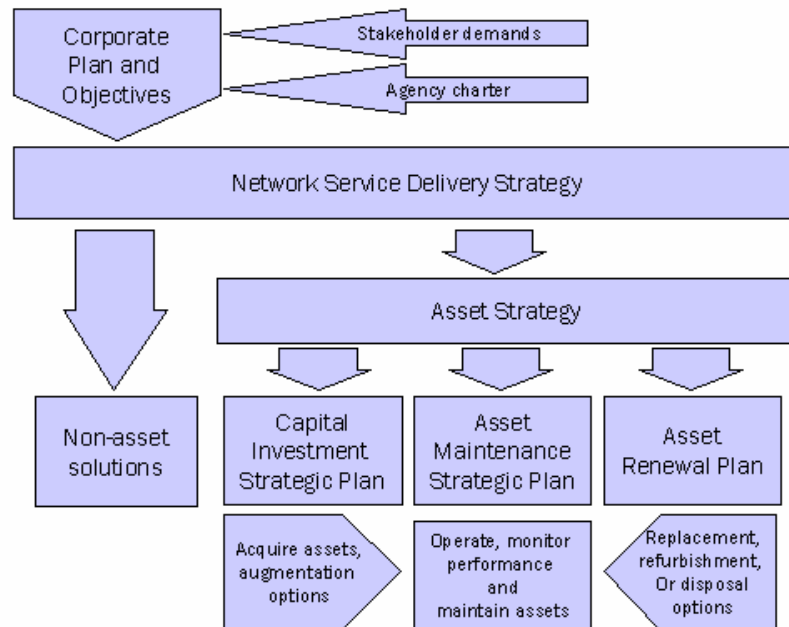 Corporate
Plan and
Objectives
Stakeholder demands
Agency charter
Network Service Delivery Strategy
Asset Strategy
Non-asset
solutions
Capital
Investment
Strategic Plan
Asset
Maintenance
Strategic Plan
Asset
Renewal Plan
Acquire assets,
augmentation
options
Operate, monitor
performance
and
maintain assets
Replacement,
refurbishment,
Or disposal
options